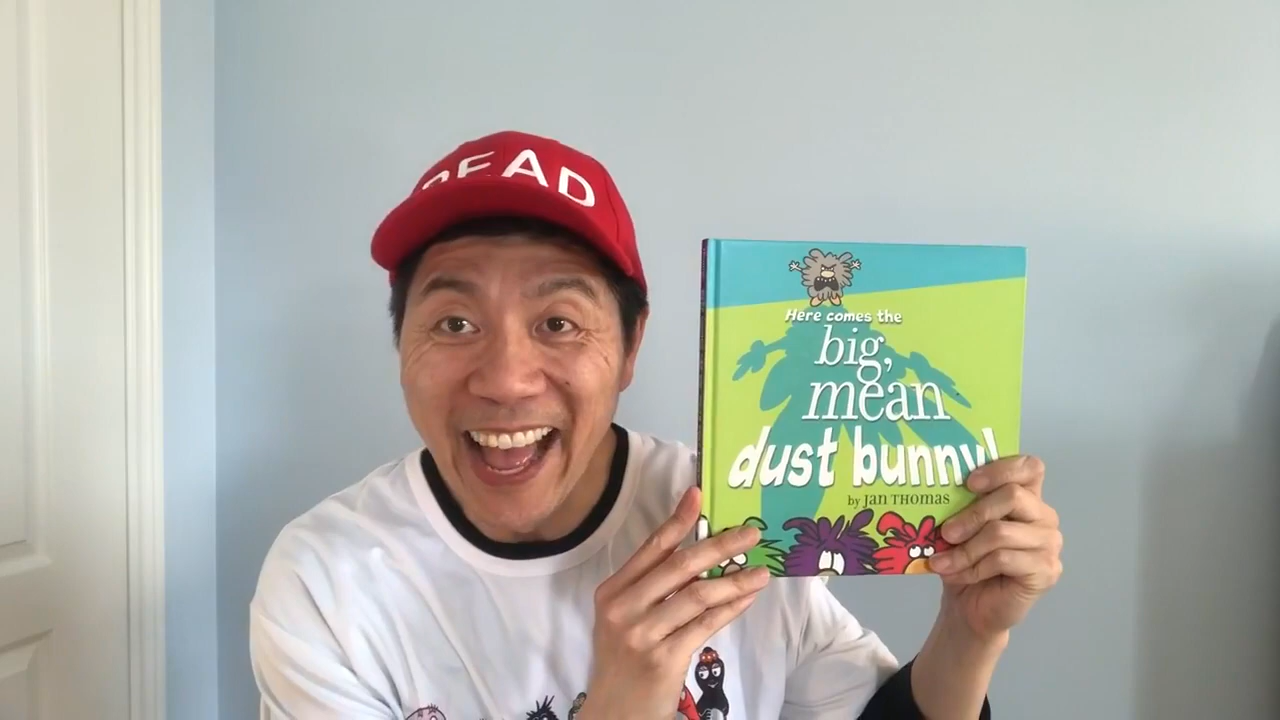 READ
Here comes the
big,
mean
dust bunny!
by Jan Thomas